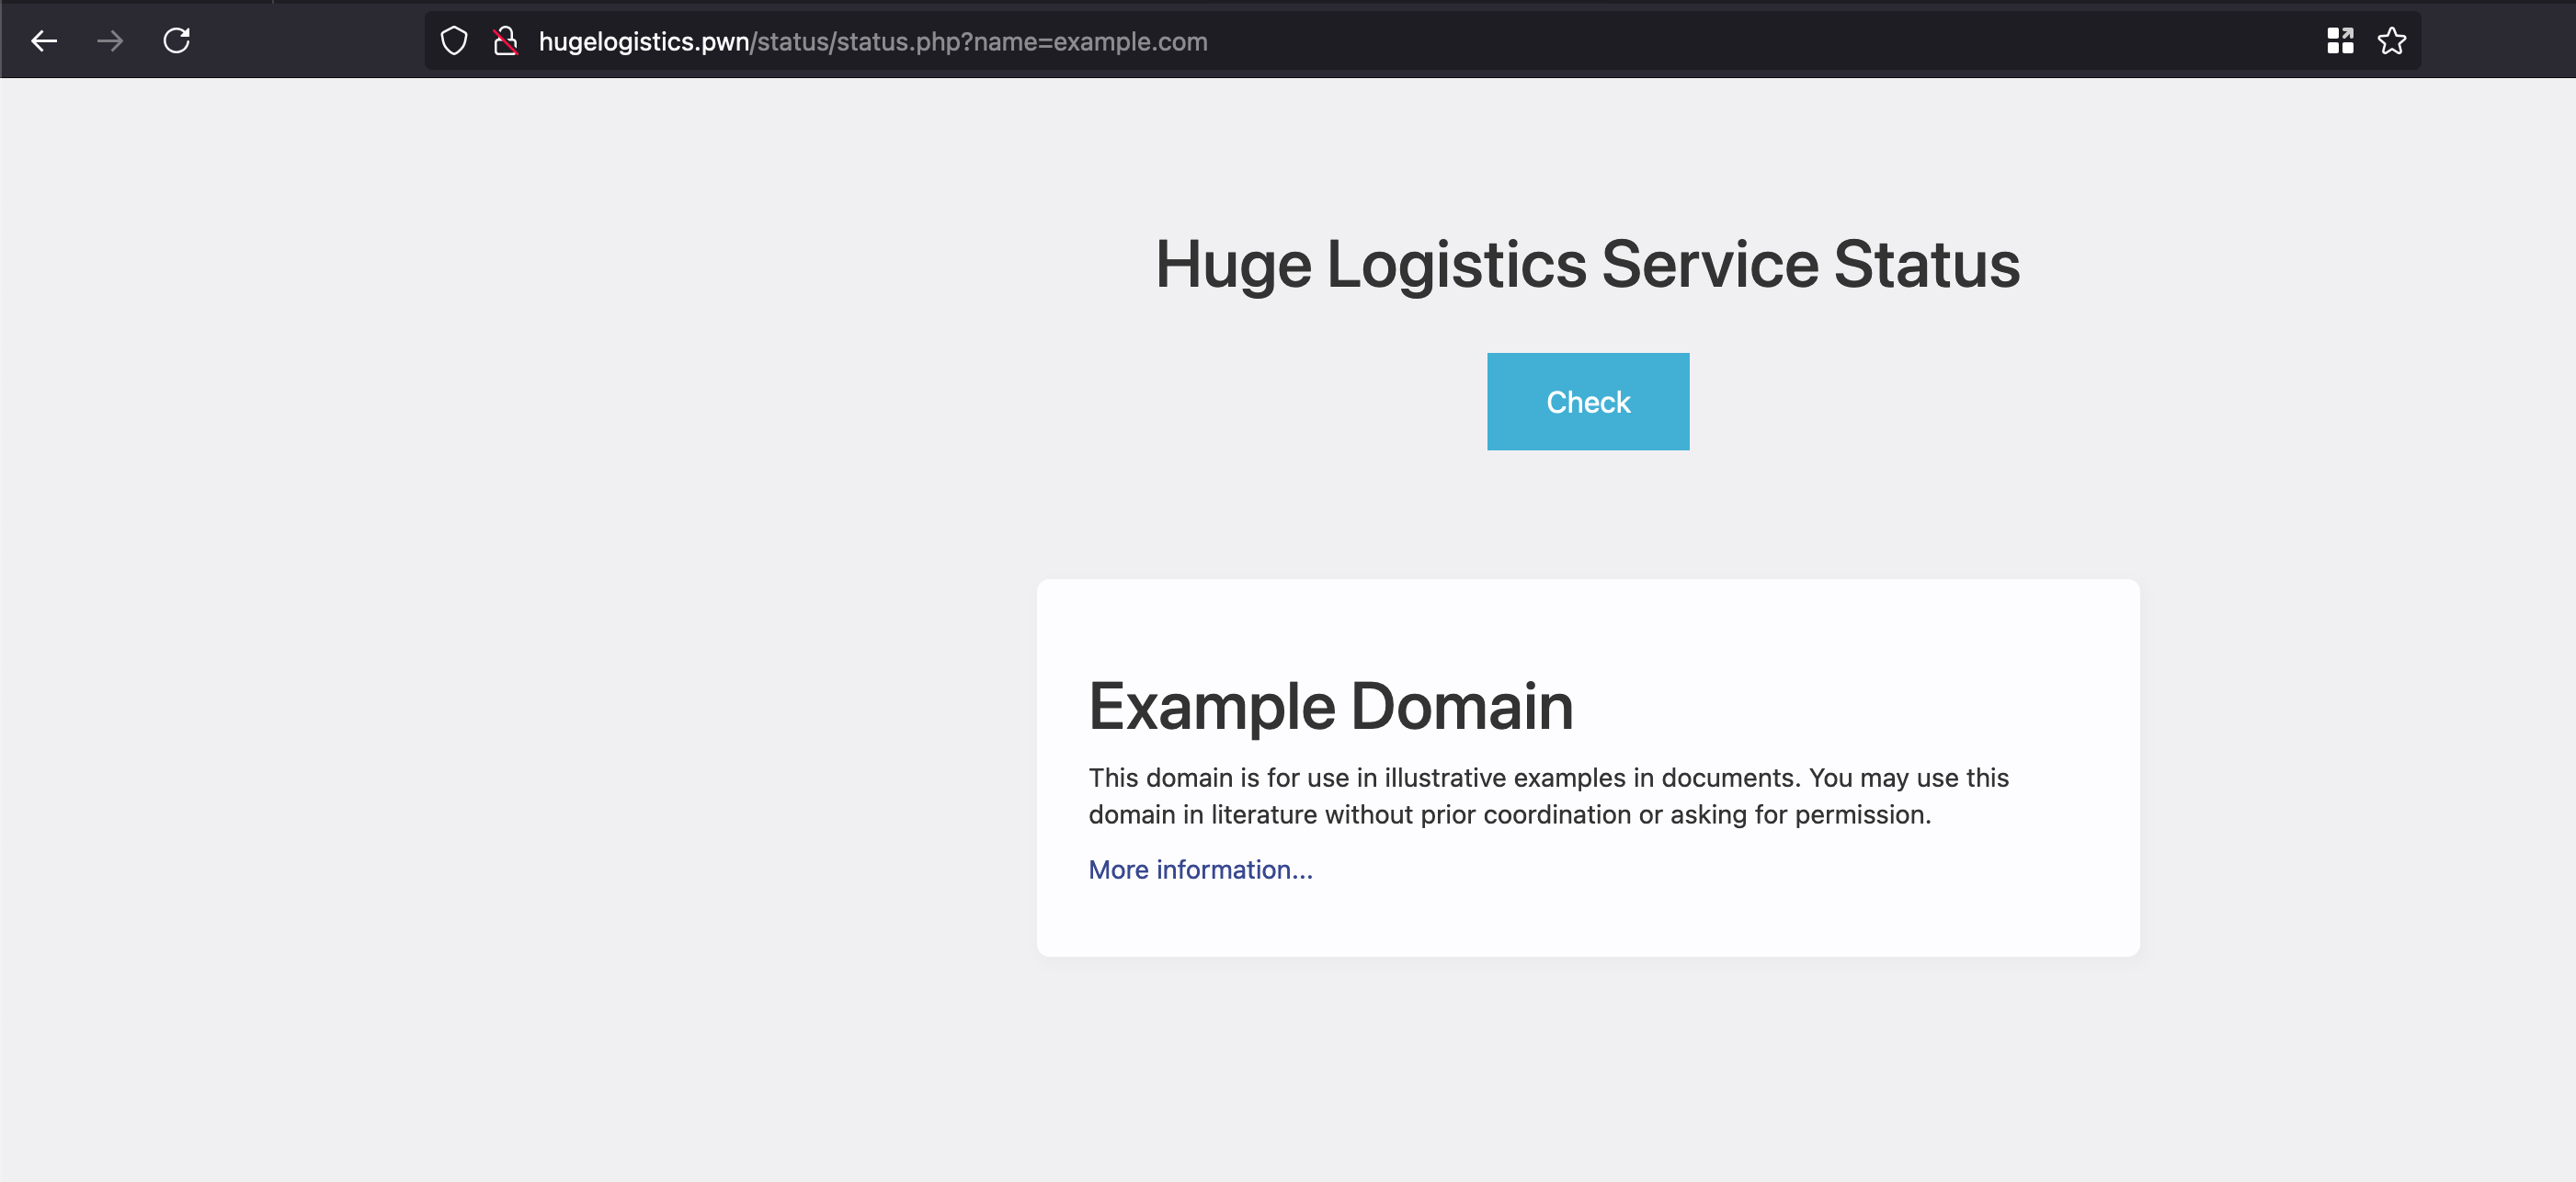 hugelogistics.pwn/status/status.php?name=example.com
Huge Logistics Service Status
Check
Example Domain
This domain is for use in illustrative examples in documents. You may use this
domain in literature without prior coordination or asking for permission.
More information...